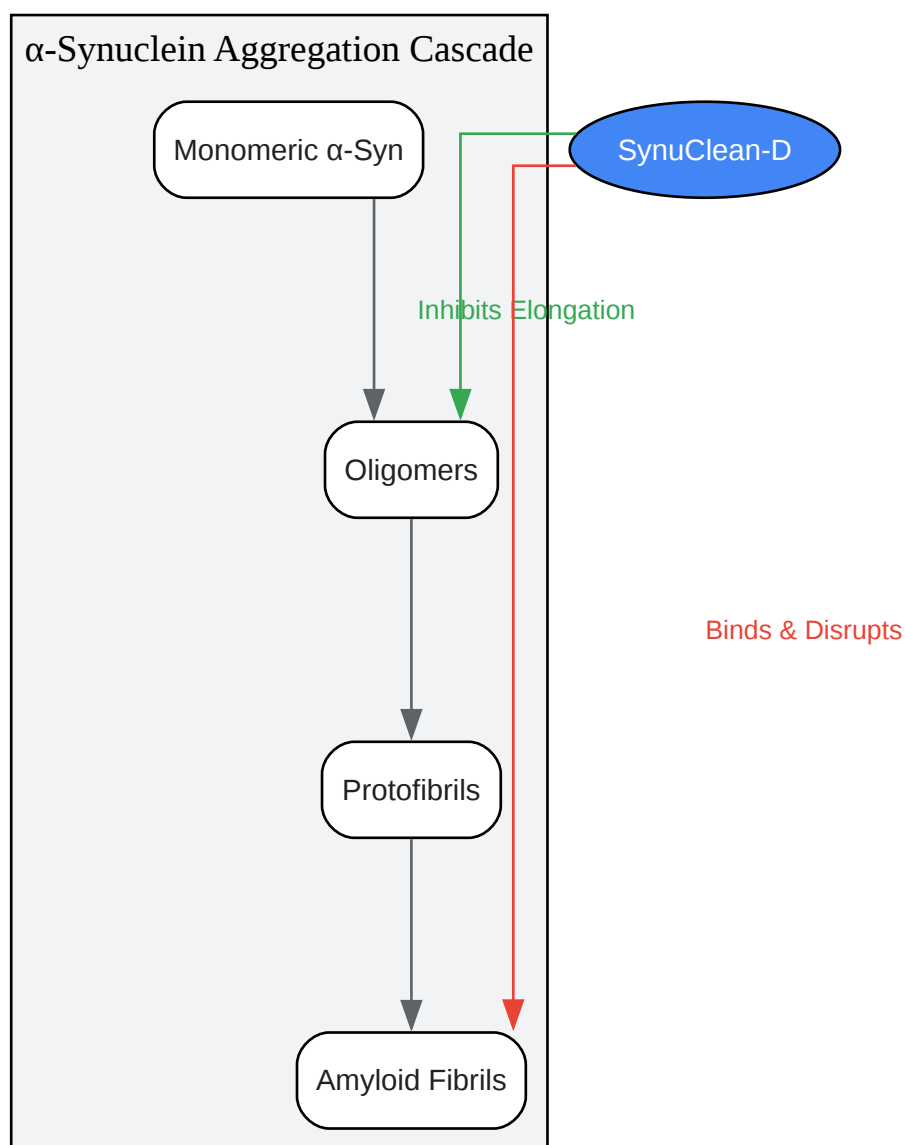 α-Synuclein Aggregation Cascade
Monomeric α-Syn
SynuClean-D
Inhibits Elongation
Oligomers
Binds & Disrupts
Protofibrils
Amyloid Fibrils